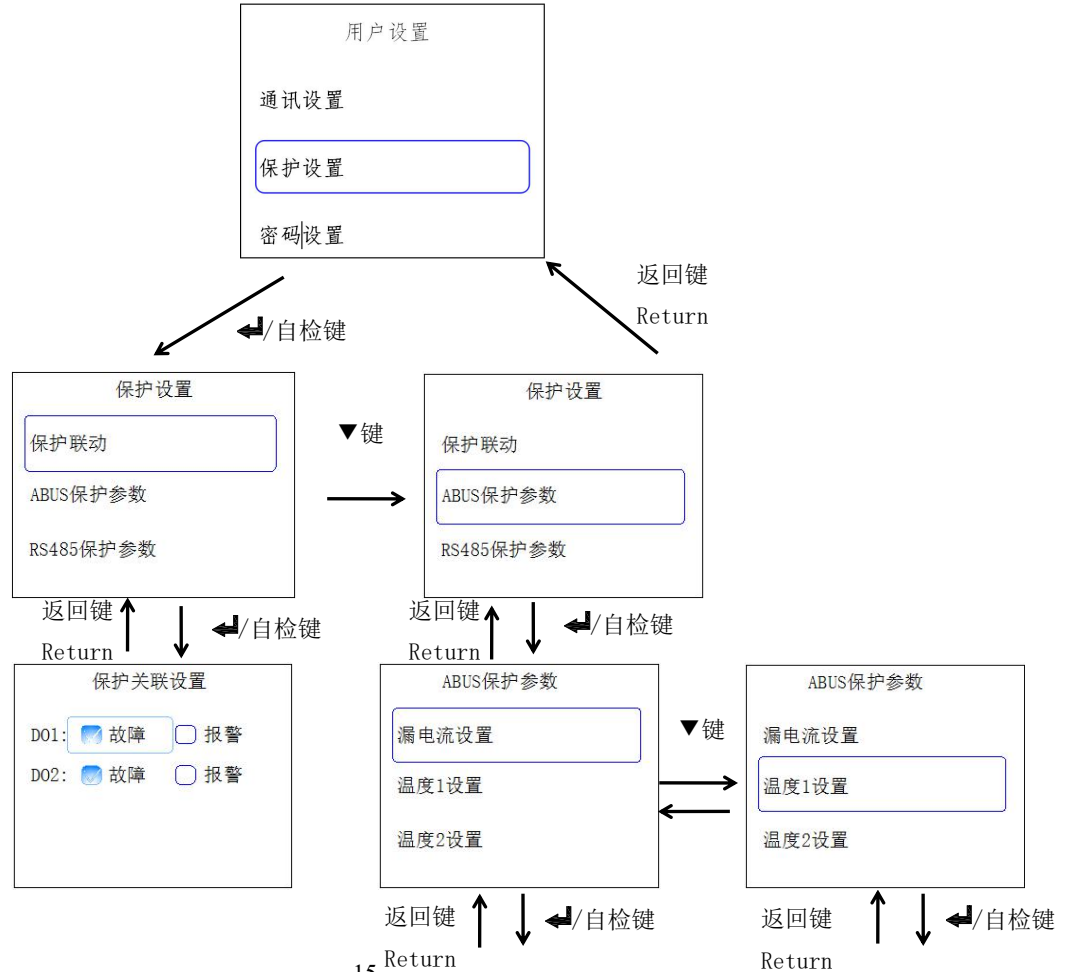 用户设置
通讯设置
保护设置
密码设置
返回键
Return
/自检键
保护设置
保护联动
ABUS保护参数
RS485保护参数
▼键
保护设置
保护联动
ABUS保护参数
RS485保护参数
返回键
Return
/自检键
返回键
Return
/自检键
保护关联设置
DO1: 故障 报警
DO2: 故障 报警
ABUS保护参数
漏电流设置
温度1设置
温度2设置
▼键
ABUS保护参数
漏电流设置
温度1设置
温度2设置
返回键
Return
/自检键
返回键
Return
/自检键